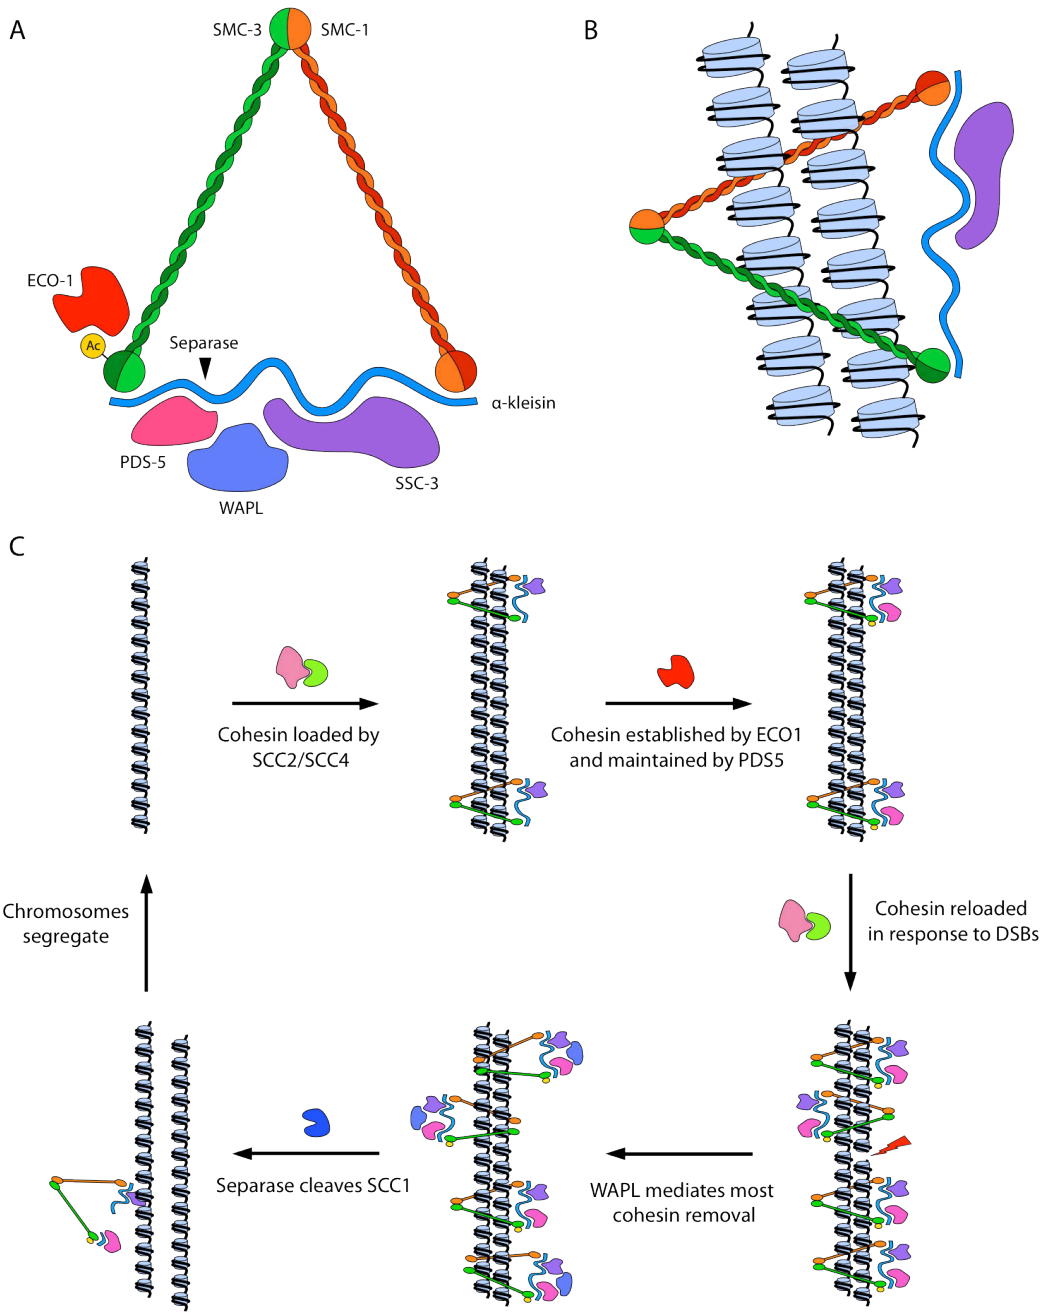 A
SMC-3
SMC-1
ECO-1
Ac
Separase
α-kleisin
PDS-5
WAPL
SSC-3
B
C
Cohesin loaded by
SCC2/SCC4
Cohesin established by ECO1
and maintained by PDS5
Cohesin reloaded
in response to DSBs
WAPL mediates most
cohesin removal
Separase cleaves SCC1
Chromosomes
segregate